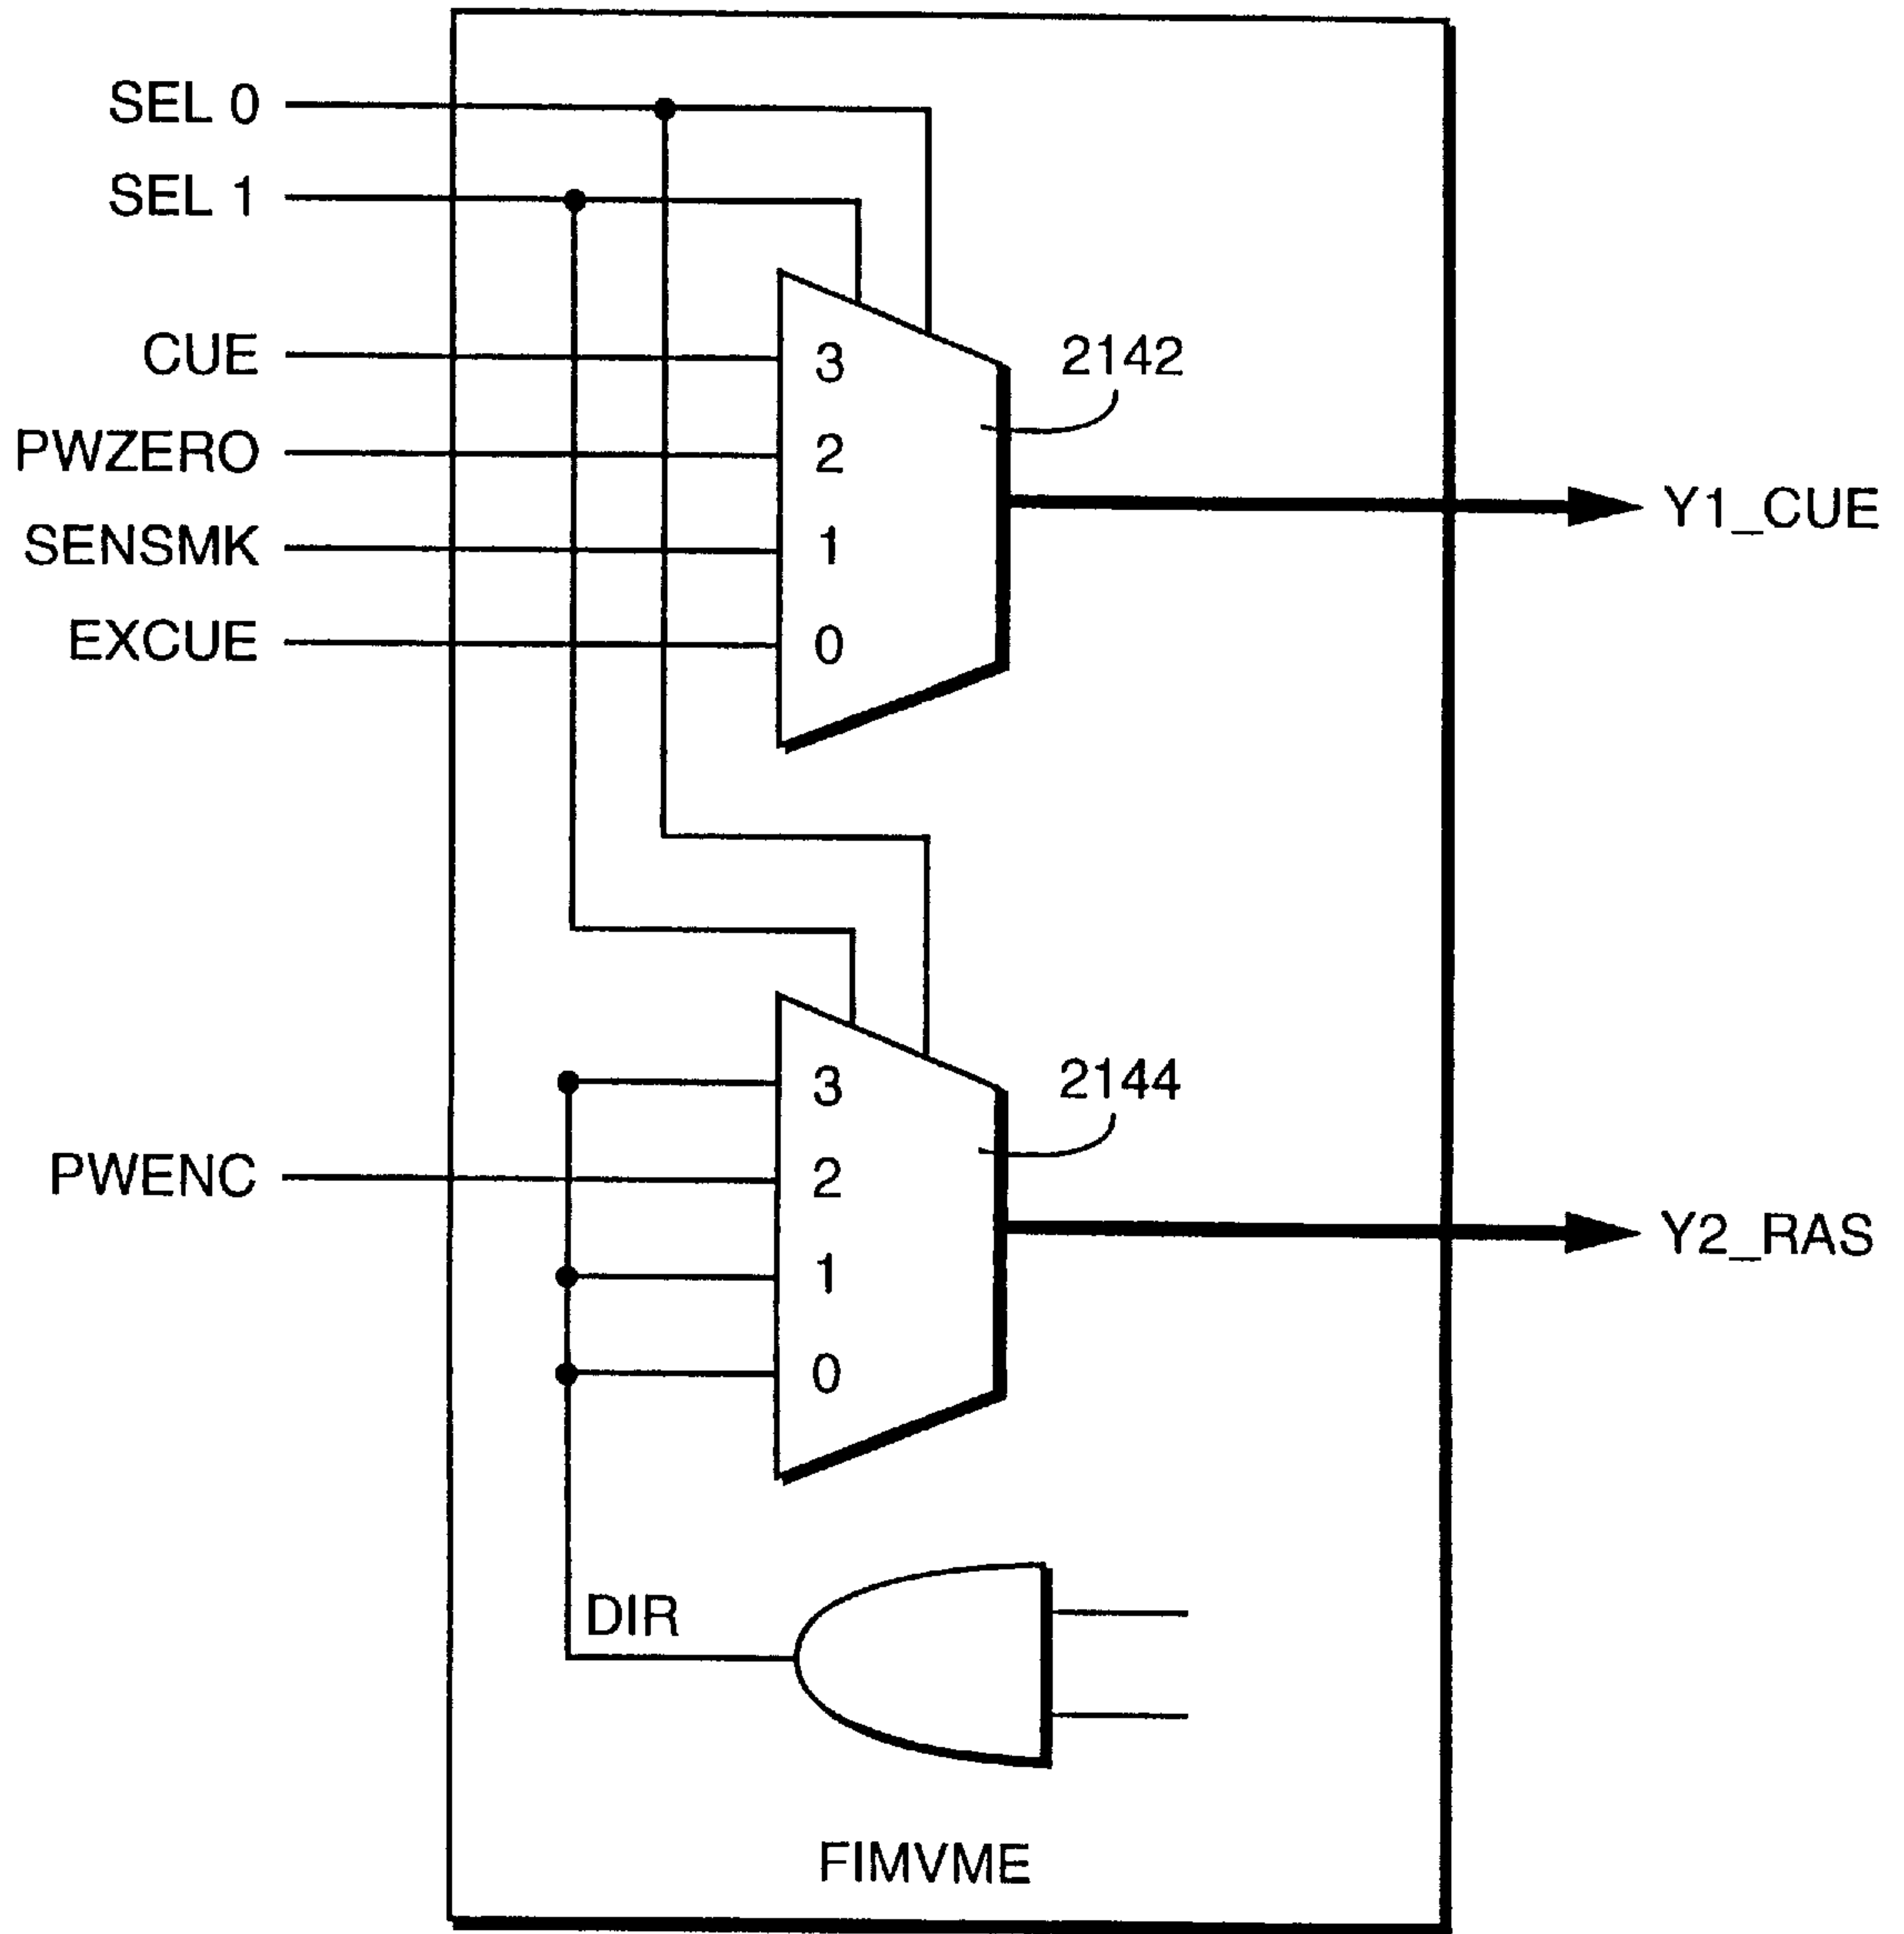 SEL 0
SEL 1
CUE
3
2142
PWZERO
2
Y1_CUE
SENSMK
1
EXCUE
0
3
2144
PWENC
2
Y2_RAS
1
0
DIR
FIMVME